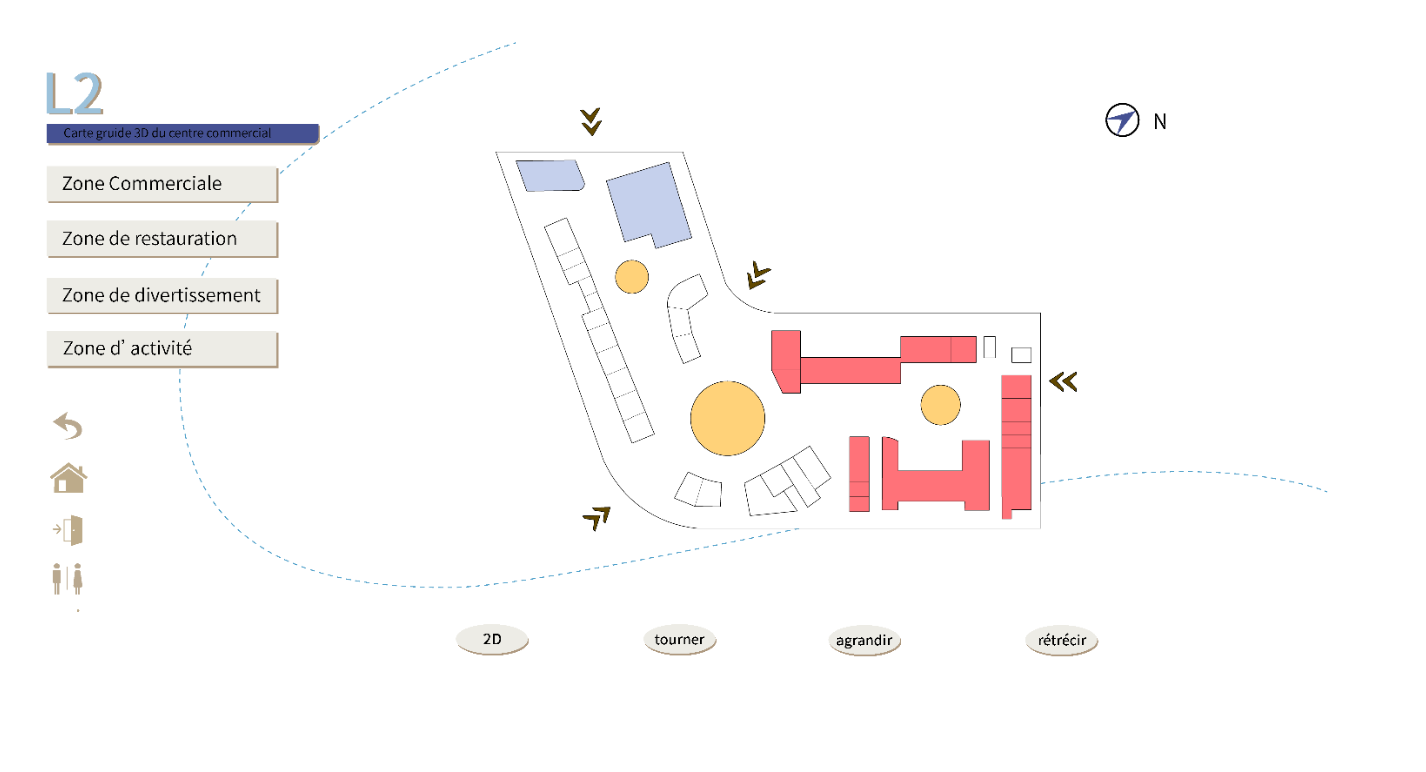 L2
Carte gruide 3D du centre commercial
Zone Commerciale
Zone de restauration
Zone de divertissement
Zone d’ activité
N
2D
tourner
agrandir
rétrécir